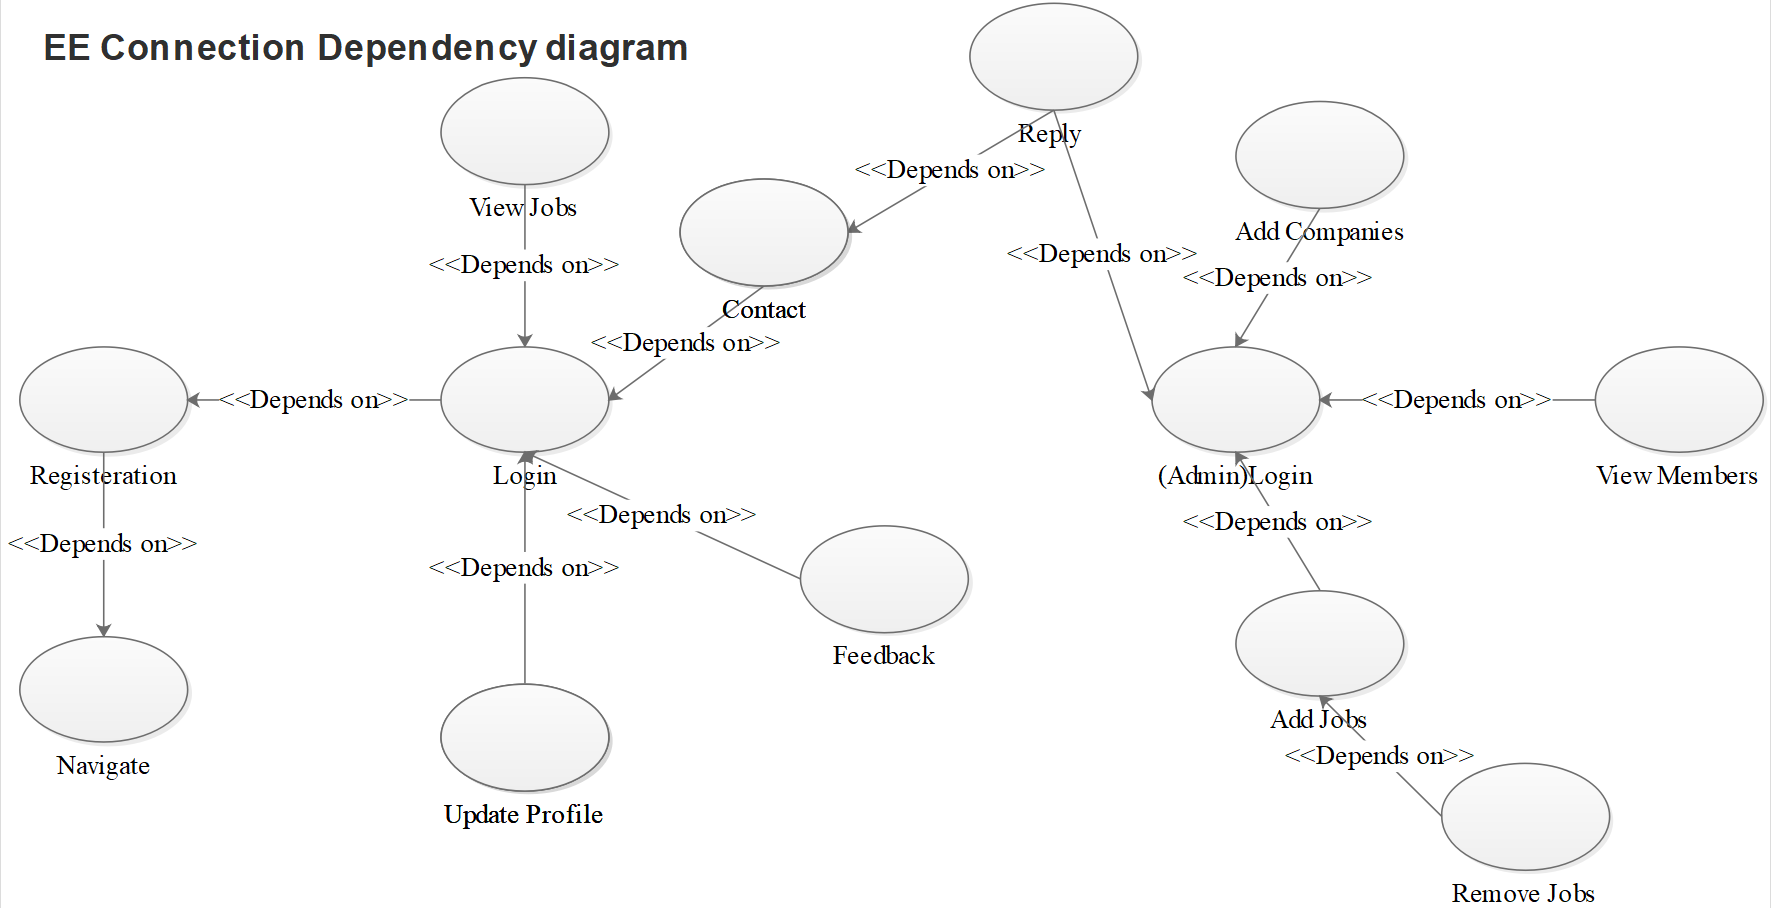 EE Connection Dependency diagram
Reply
View Jobs
Add Companies
<<Depends on>>
<<Depends on>>
<<Depends on>>
<<Depends on>>
Contact
<<Depends on>>
<<Depends on>>
<<Depends on>>
Registeration
Login
(Admin)Login
View Members
<<Depends on>>
<<Depends on>>
<<Depends on>>
<<Depends on>>
Feedback
Add Jobs
<<Depends on>>
Navigate
Update Profile
Remove Jobs